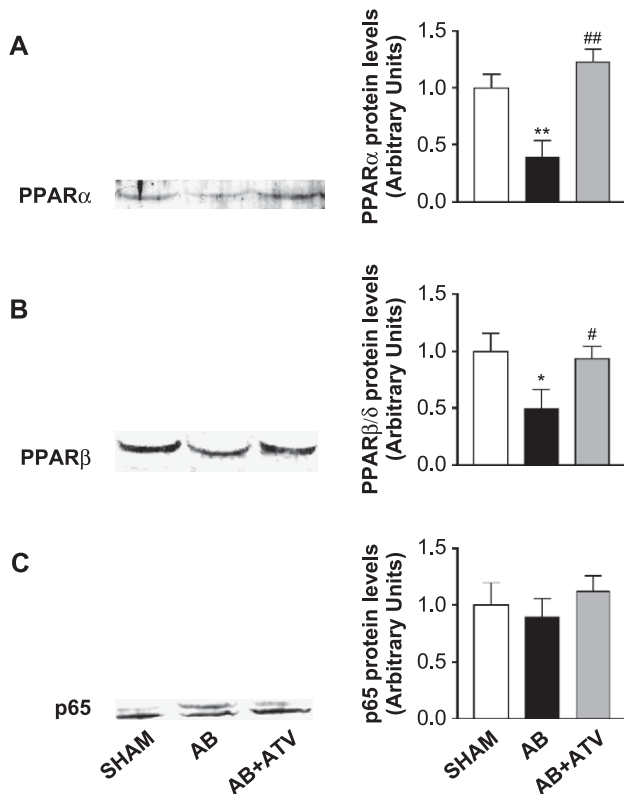 A
PPARα
PPARα protein levels
(Arbitrary Units)
1.5
1.0
0.5
1.0
**
##
B
PPARβ
PPARβ/δ protein levels
(Arbitrary Units)
1.5
1.0
0.5
0.0
*
#
C
p65
p65 protein levels
(Arbitrary Units)
1.5
1.0
0.5
0.0
SHAM
AB
AB+ATV
SHAM
AB
AB+ATV